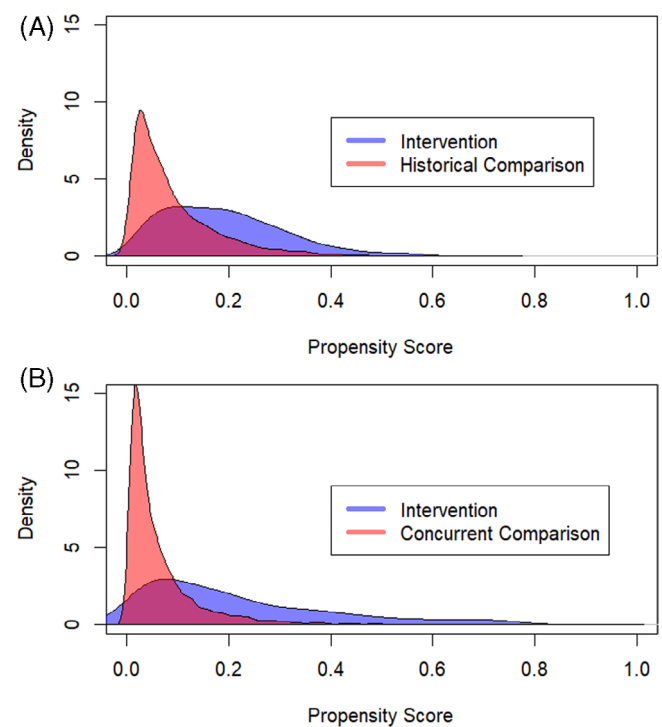 (A)
15
10
5
0
Density
Intervention
Historical Comparison
0.0 0.2 0.4 0.6 0.8 1.0
Propensity Score
(B)
15
10
5
0
Density
Intervention
Concurrent Comparison
0.0 0.2 0.4 0.6 0.8 1.0
Propensity Score